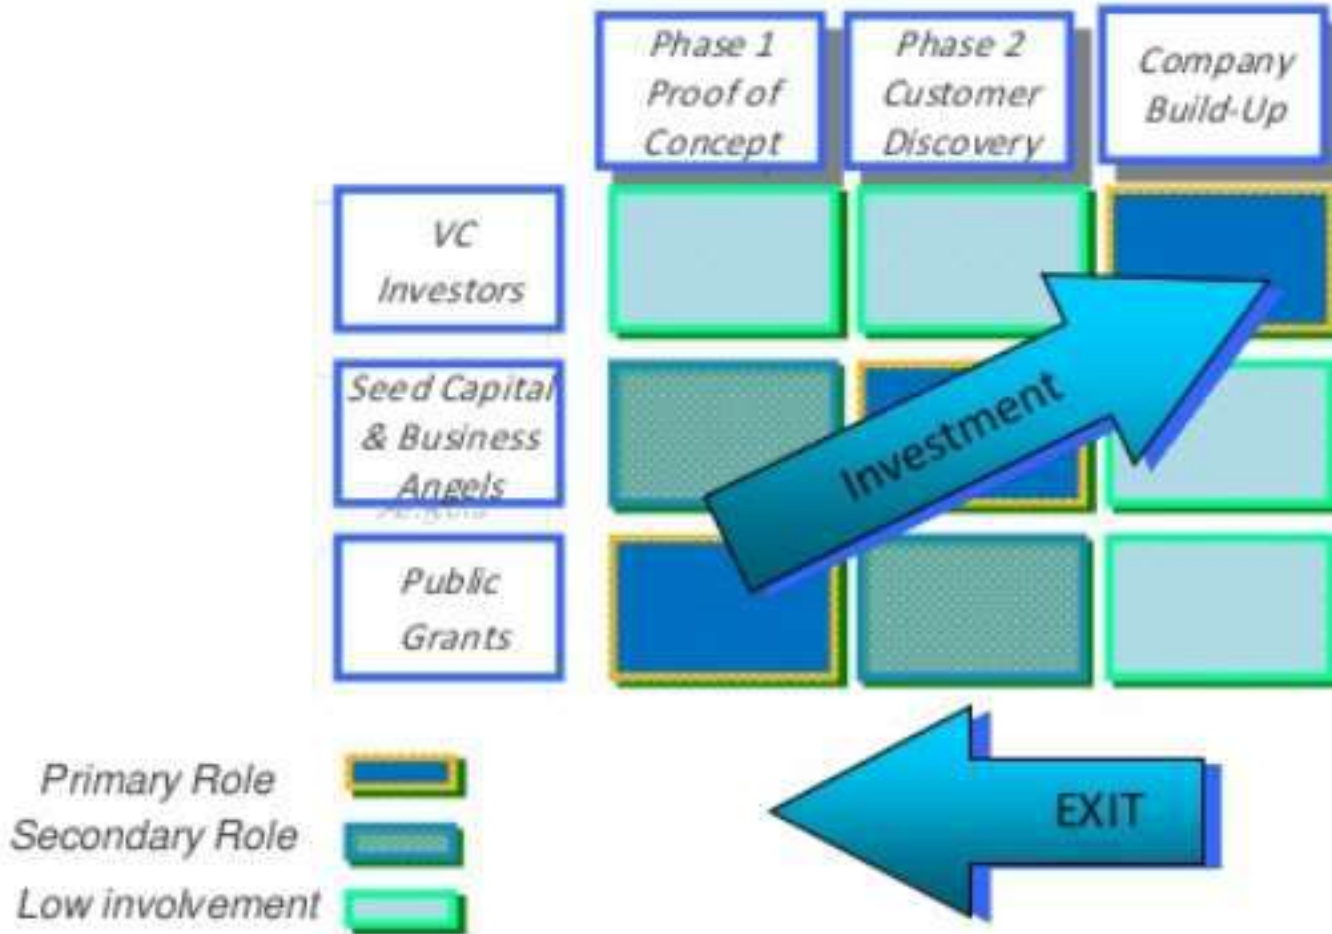 Phase 1
Proof of
Concept
Phase 2
Customer
Discovery
Company
Build-Up
VC
Investors
Seed Capital
& Business
Angels
Public
Grants
Investment
Primary Role
Secondary Role
Low involvement
EXIT